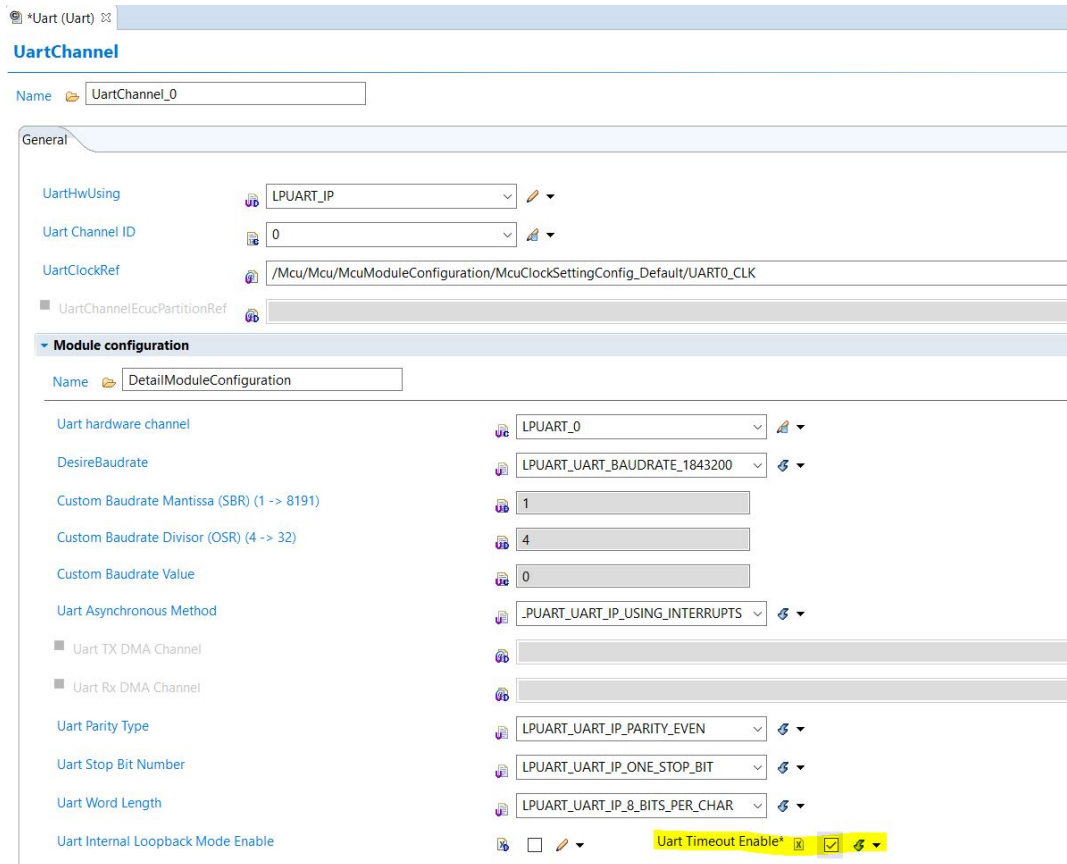 *Uart (Uart)
UartChannel
Name UartChannel_0
General
UartHwUsing LPUART_IP
Uart Channel ID 0
UartClockRef /Mcu/Mcu/McuModuleConfiguration/McuClockSettingConfig_Default/UART0_CLK
UartChannelEcucPartitionRef
Module configuration
Name DetailModuleConfiguration
Uart hardware channel LPUART_0
DesireBaudrate LPUART_UART_BAUDRATE_1843200
Custom Baudrate Mantissa (SBR) (1 -> 8191) 1
Custom Baudrate Divisor (OSR) (4 -> 32) 4
Custom Baudrate Value 0
Uart Asynchronous Method _PUART_UART_IP_USING_INTERRUPTS
Uart TX DMA Channel
Uart Rx DMA Channel
Uart Parity Type LPUART_UART_IP_PARITY_EVEN
Uart Stop Bit Number LPUART_UART_IP_ONE_STOP_BIT
Uart Word Length LPUART_UART_IP_8_BITS_PER_CHAR
Uart Internal Loopback Mode Enable Uart Timeout Enable*